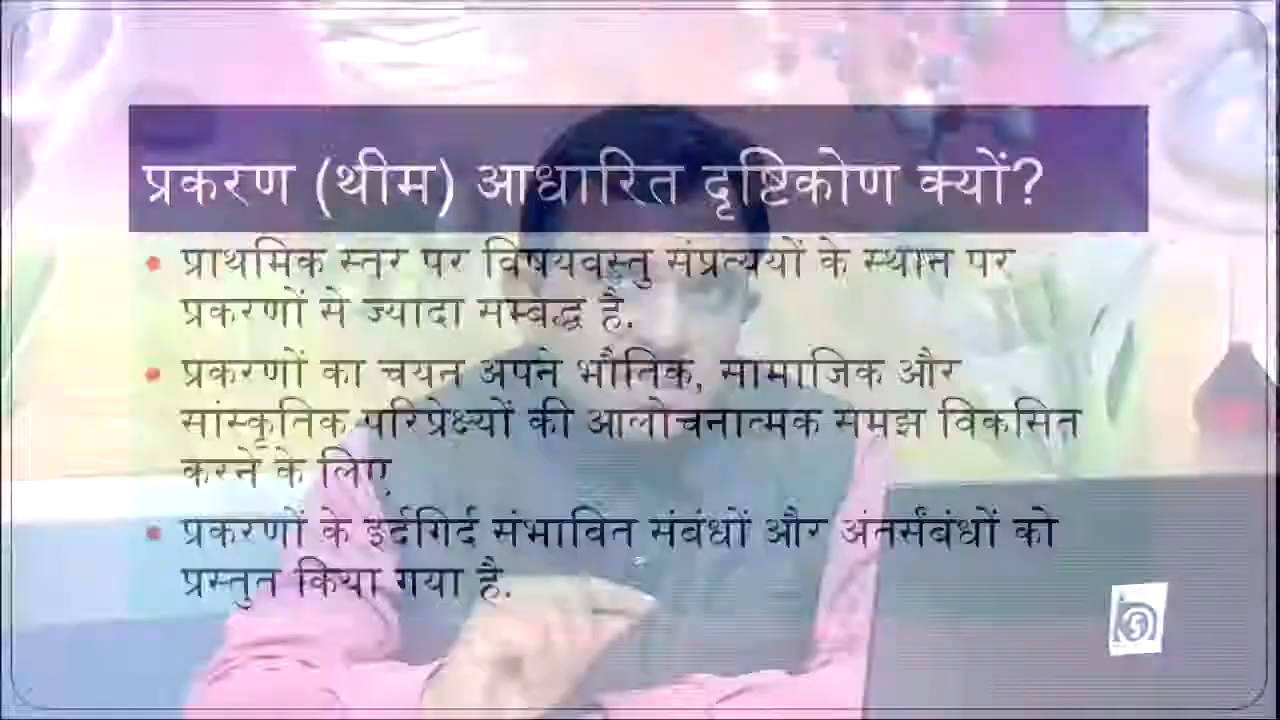 प्रकरण (थीम) आधारित दृष्टिकोण क्यों?
• प्राथमिक स्तर पर विषयवस्तु संप्रत्ययों के स्थान पर
प्रकरणों से ज्यादा सम्बद्ध है.
• प्रकरणों का चयन अपने भौतिक, सामाजिक और
सांस्कृतिक परिप्रेक्ष्यों की आलोचनात्मक समझ विकसित
करने के लिए
• प्रकरणों के इर्दगिर्द संभावित संबंधों और अंतर्संबंधों को
प्रस्तुत किया गया है.
5